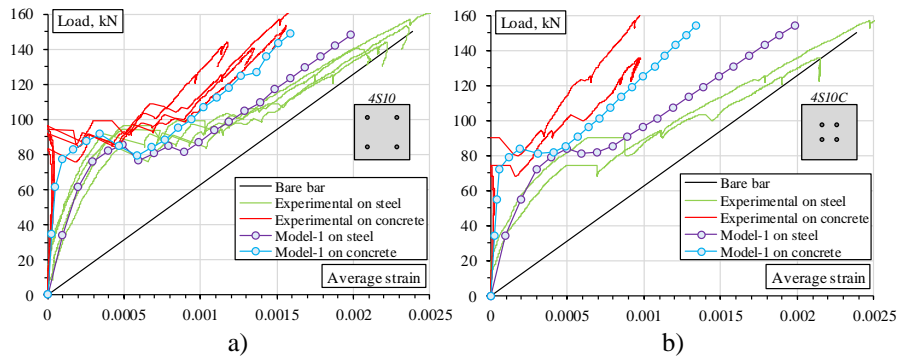 160
140
120
100
80
60
40
20
0
Load, kN
4S10
Bare bar
Experimental on steel
Experimental on concrete
Model-1 on steel
Model-1 on concrete
Average strain
0 0.0005 0.001 0.0015 0.002 0.0025
a)
160
140
120
100
80
60
40
20
0
Load, kN
4S10C
Bare bar
Experimental on steel
Experimental on concrete
Model-1 on steel
Model-1 on concrete
Average strain
0 0.0005 0.001 0.0015 0.002 0.0025
b)